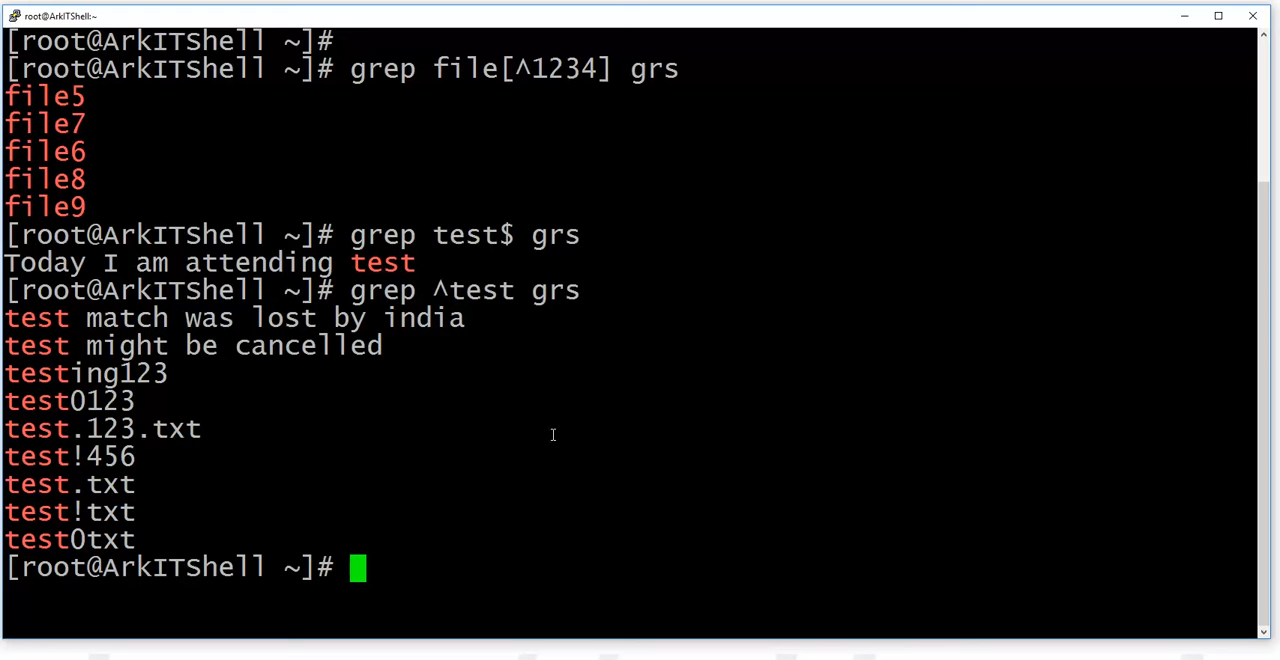 root@ArkITShell:~
[root@ArkITShell ~]#
[root@ArkITShell ~]# grep file[^1234] grs
file5
file7
file6
file8
file9
[root@ArkITShell ~]# grep test$ grs
Today I am attending test
[root@ArkITShell ~]# grep ^test grs
test match was lost by india
test might be cancelled
testing123
test0123
test.123.txt
test!456
test.txt
test!txt
test0txt
[root@ArkITShell ~]#